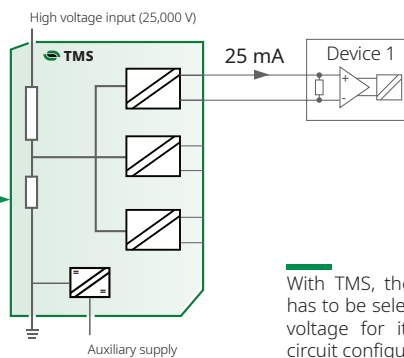 High voltage input (25,000 V)
TMS
25 mA
Device 1
+
-
=
=
Auxiliary supply
With TMS, the
has to be sele
voltage for it
circuit configu